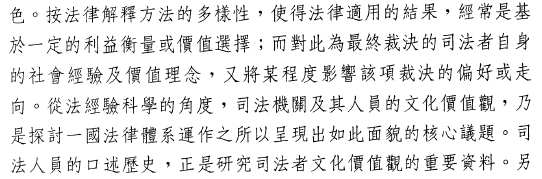 色。按法律解釋方法的多樣性，使得法律適用的結果，經常是基
於一定的利益衡量或價值選擇；而對此為最終裁決的司法者自身
的社會經驗及價值理念，又將某程度影響該項裁決的偏好或走
向。從法經驗科學的角度，司法機關及其人員的文化價值觀，乃
是探討一國法律體系運作之所以呈現出如此面貌的核心議題。司
法人員的口述歷史，正是研究司法者文化價值觀的重要資料。另